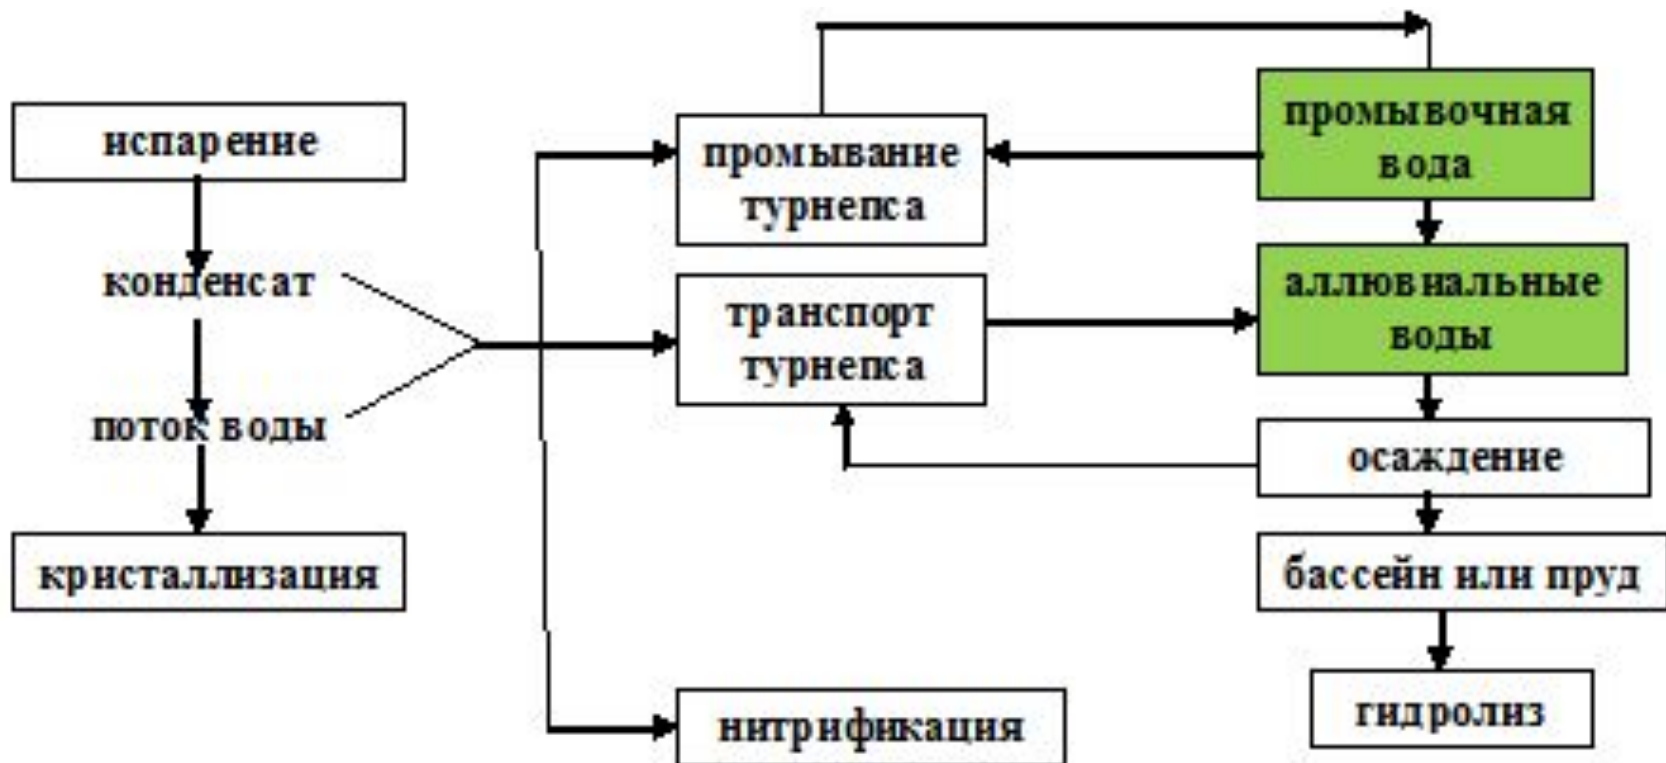 испарение
конденсат
поток воды
кристаллизация
промывание
турнепса
транспорт
турнепса
нитрификация
промывочная
вода
аллювиальные
воды
осаждение
бассейн или пруд
гидролиз